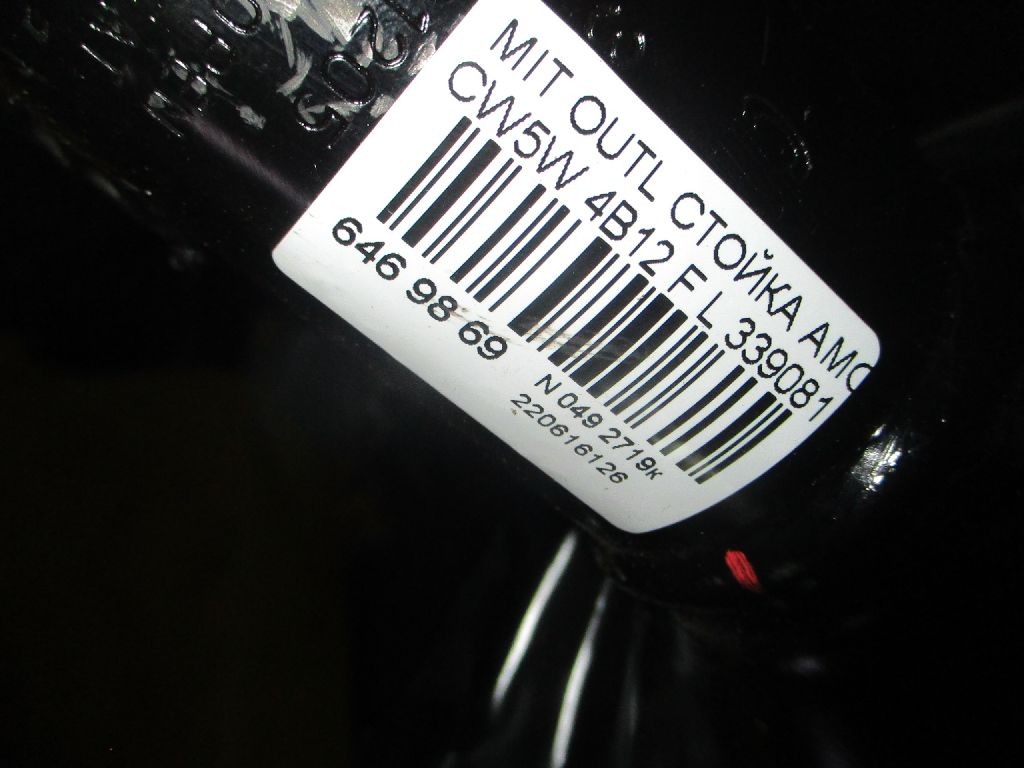 MIT OUTL СТОЙКА АМО
CW5W 4B12 F L 339081
646 98 69
N 049 2719к
220616126